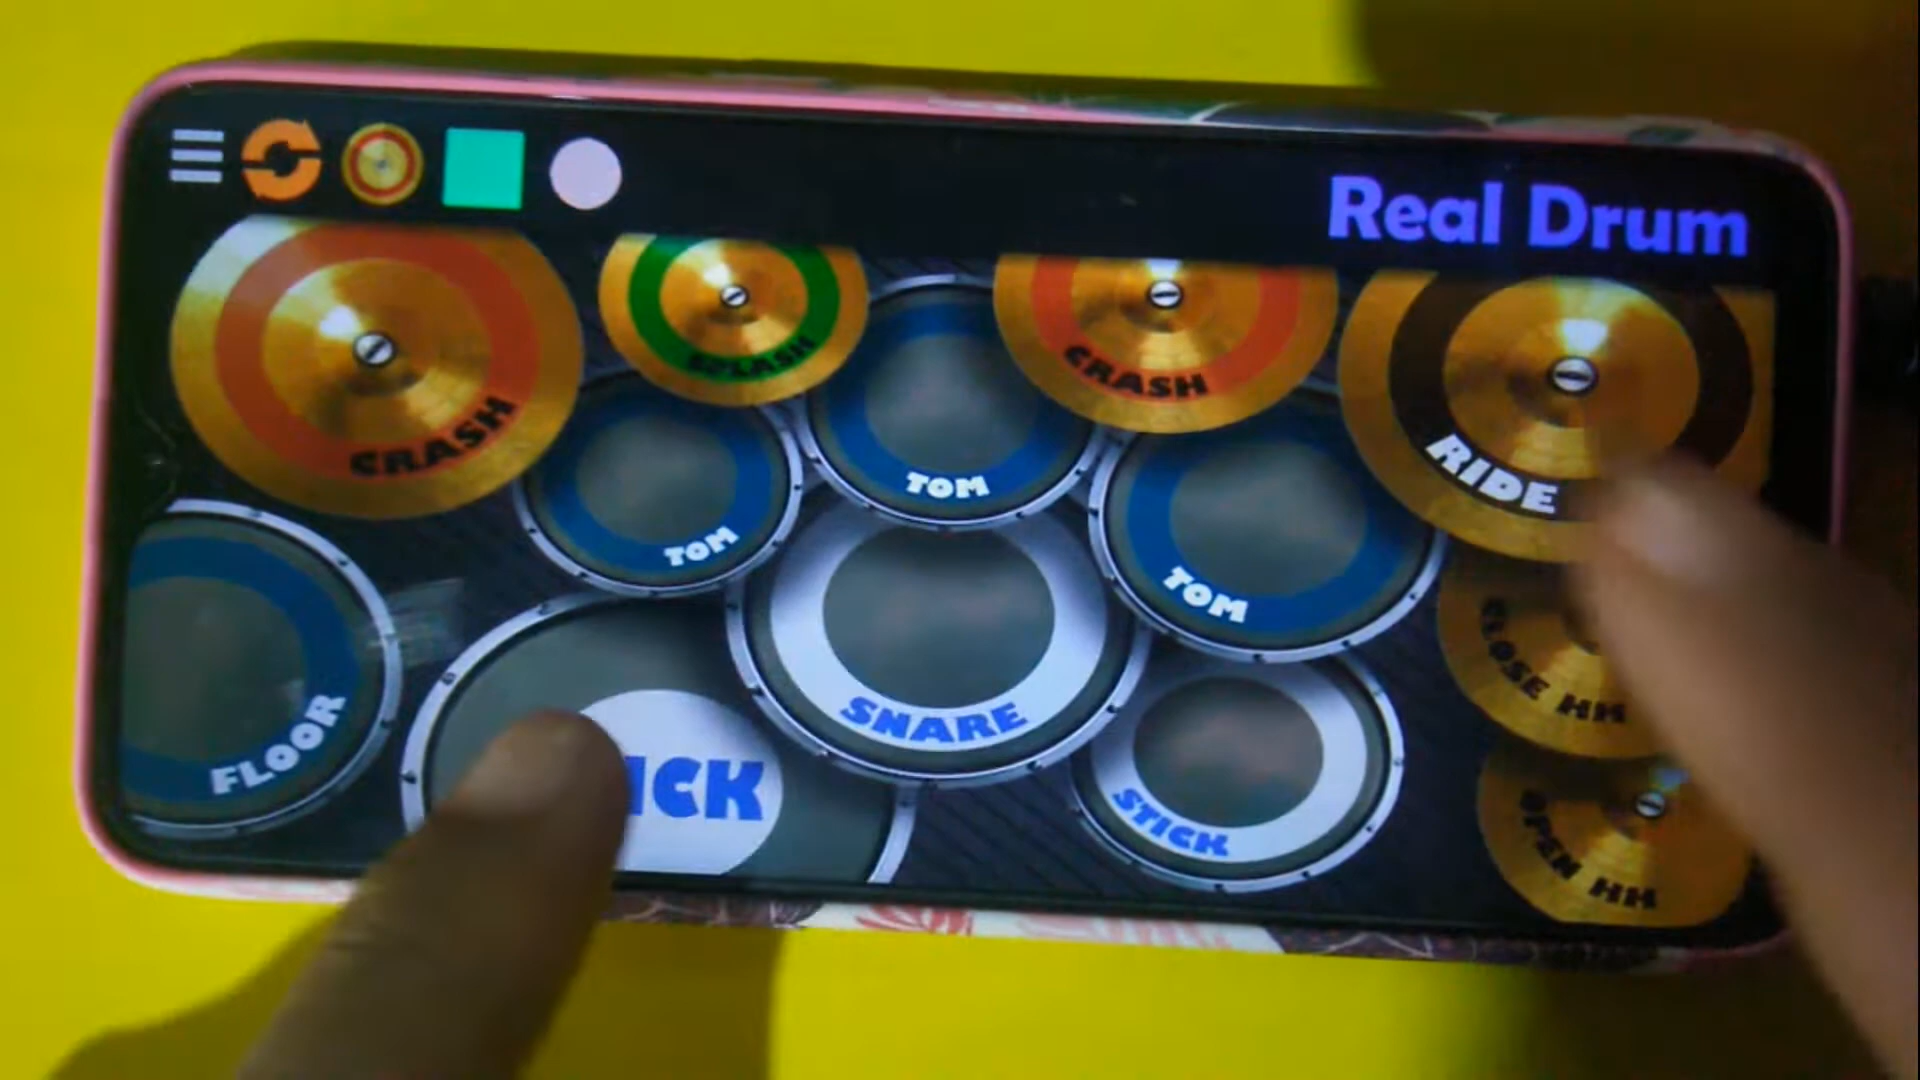 Real Drum
CRASH
SPLASH
CRASH
RIDE
TOM
TOM
TOM
FLOOR
ICK
SNARE
STICK
CLOSE HH
OPEN HH